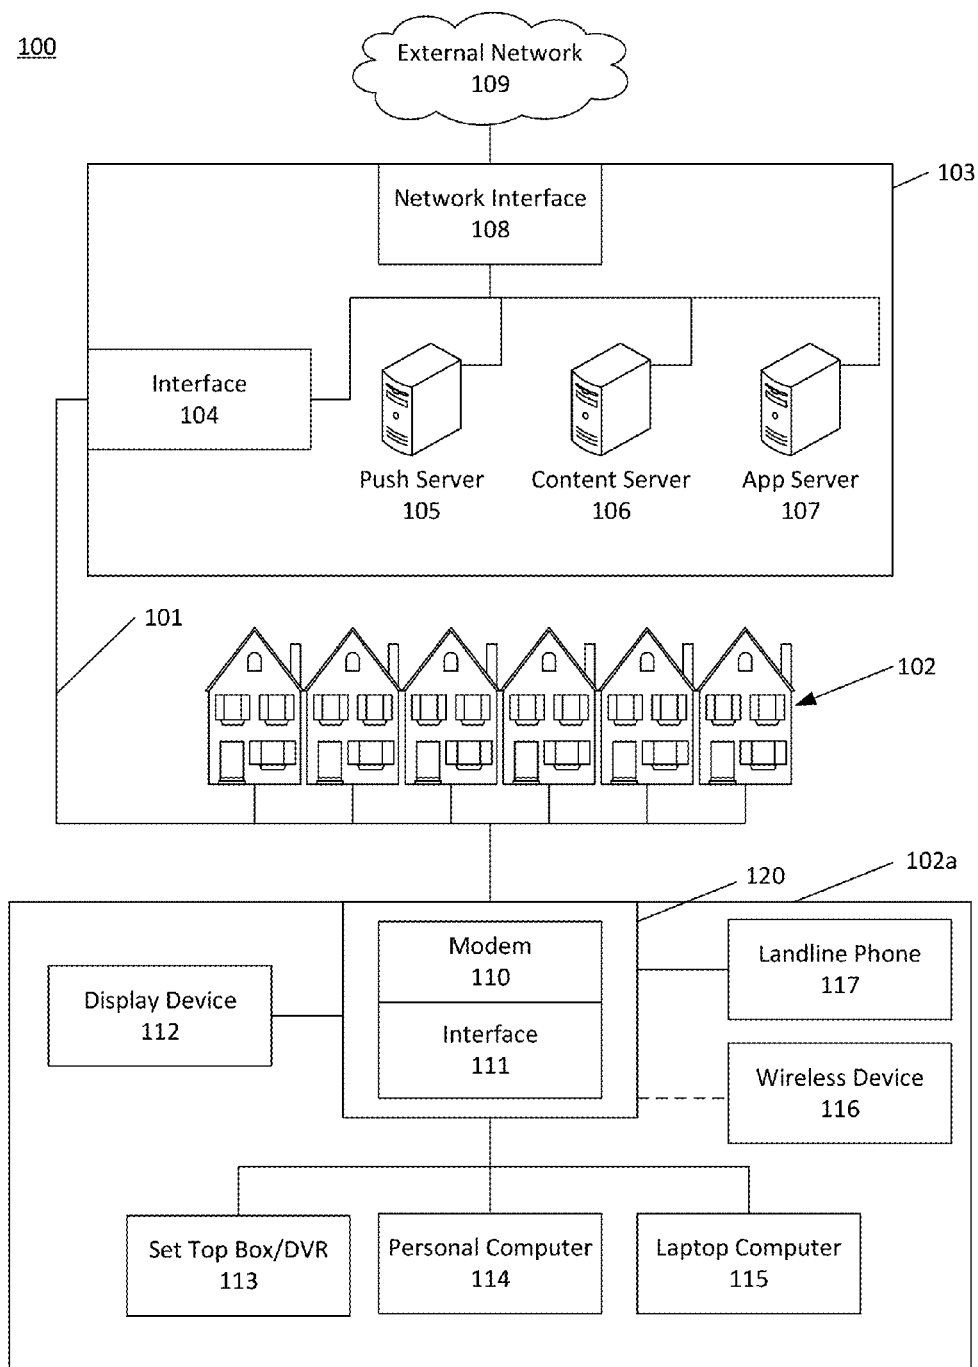 100
External Network
109
103
Network Interface
108
Interface
104
Push Server
105
Content Server
106
App Server
107
101
102
102a
120
Modem
110
Interface
111
Display Device
112
Landline Phone
117
Wireless Device
116
Set Top Box/DVR
113
Personal Computer
114
Laptop Computer
115